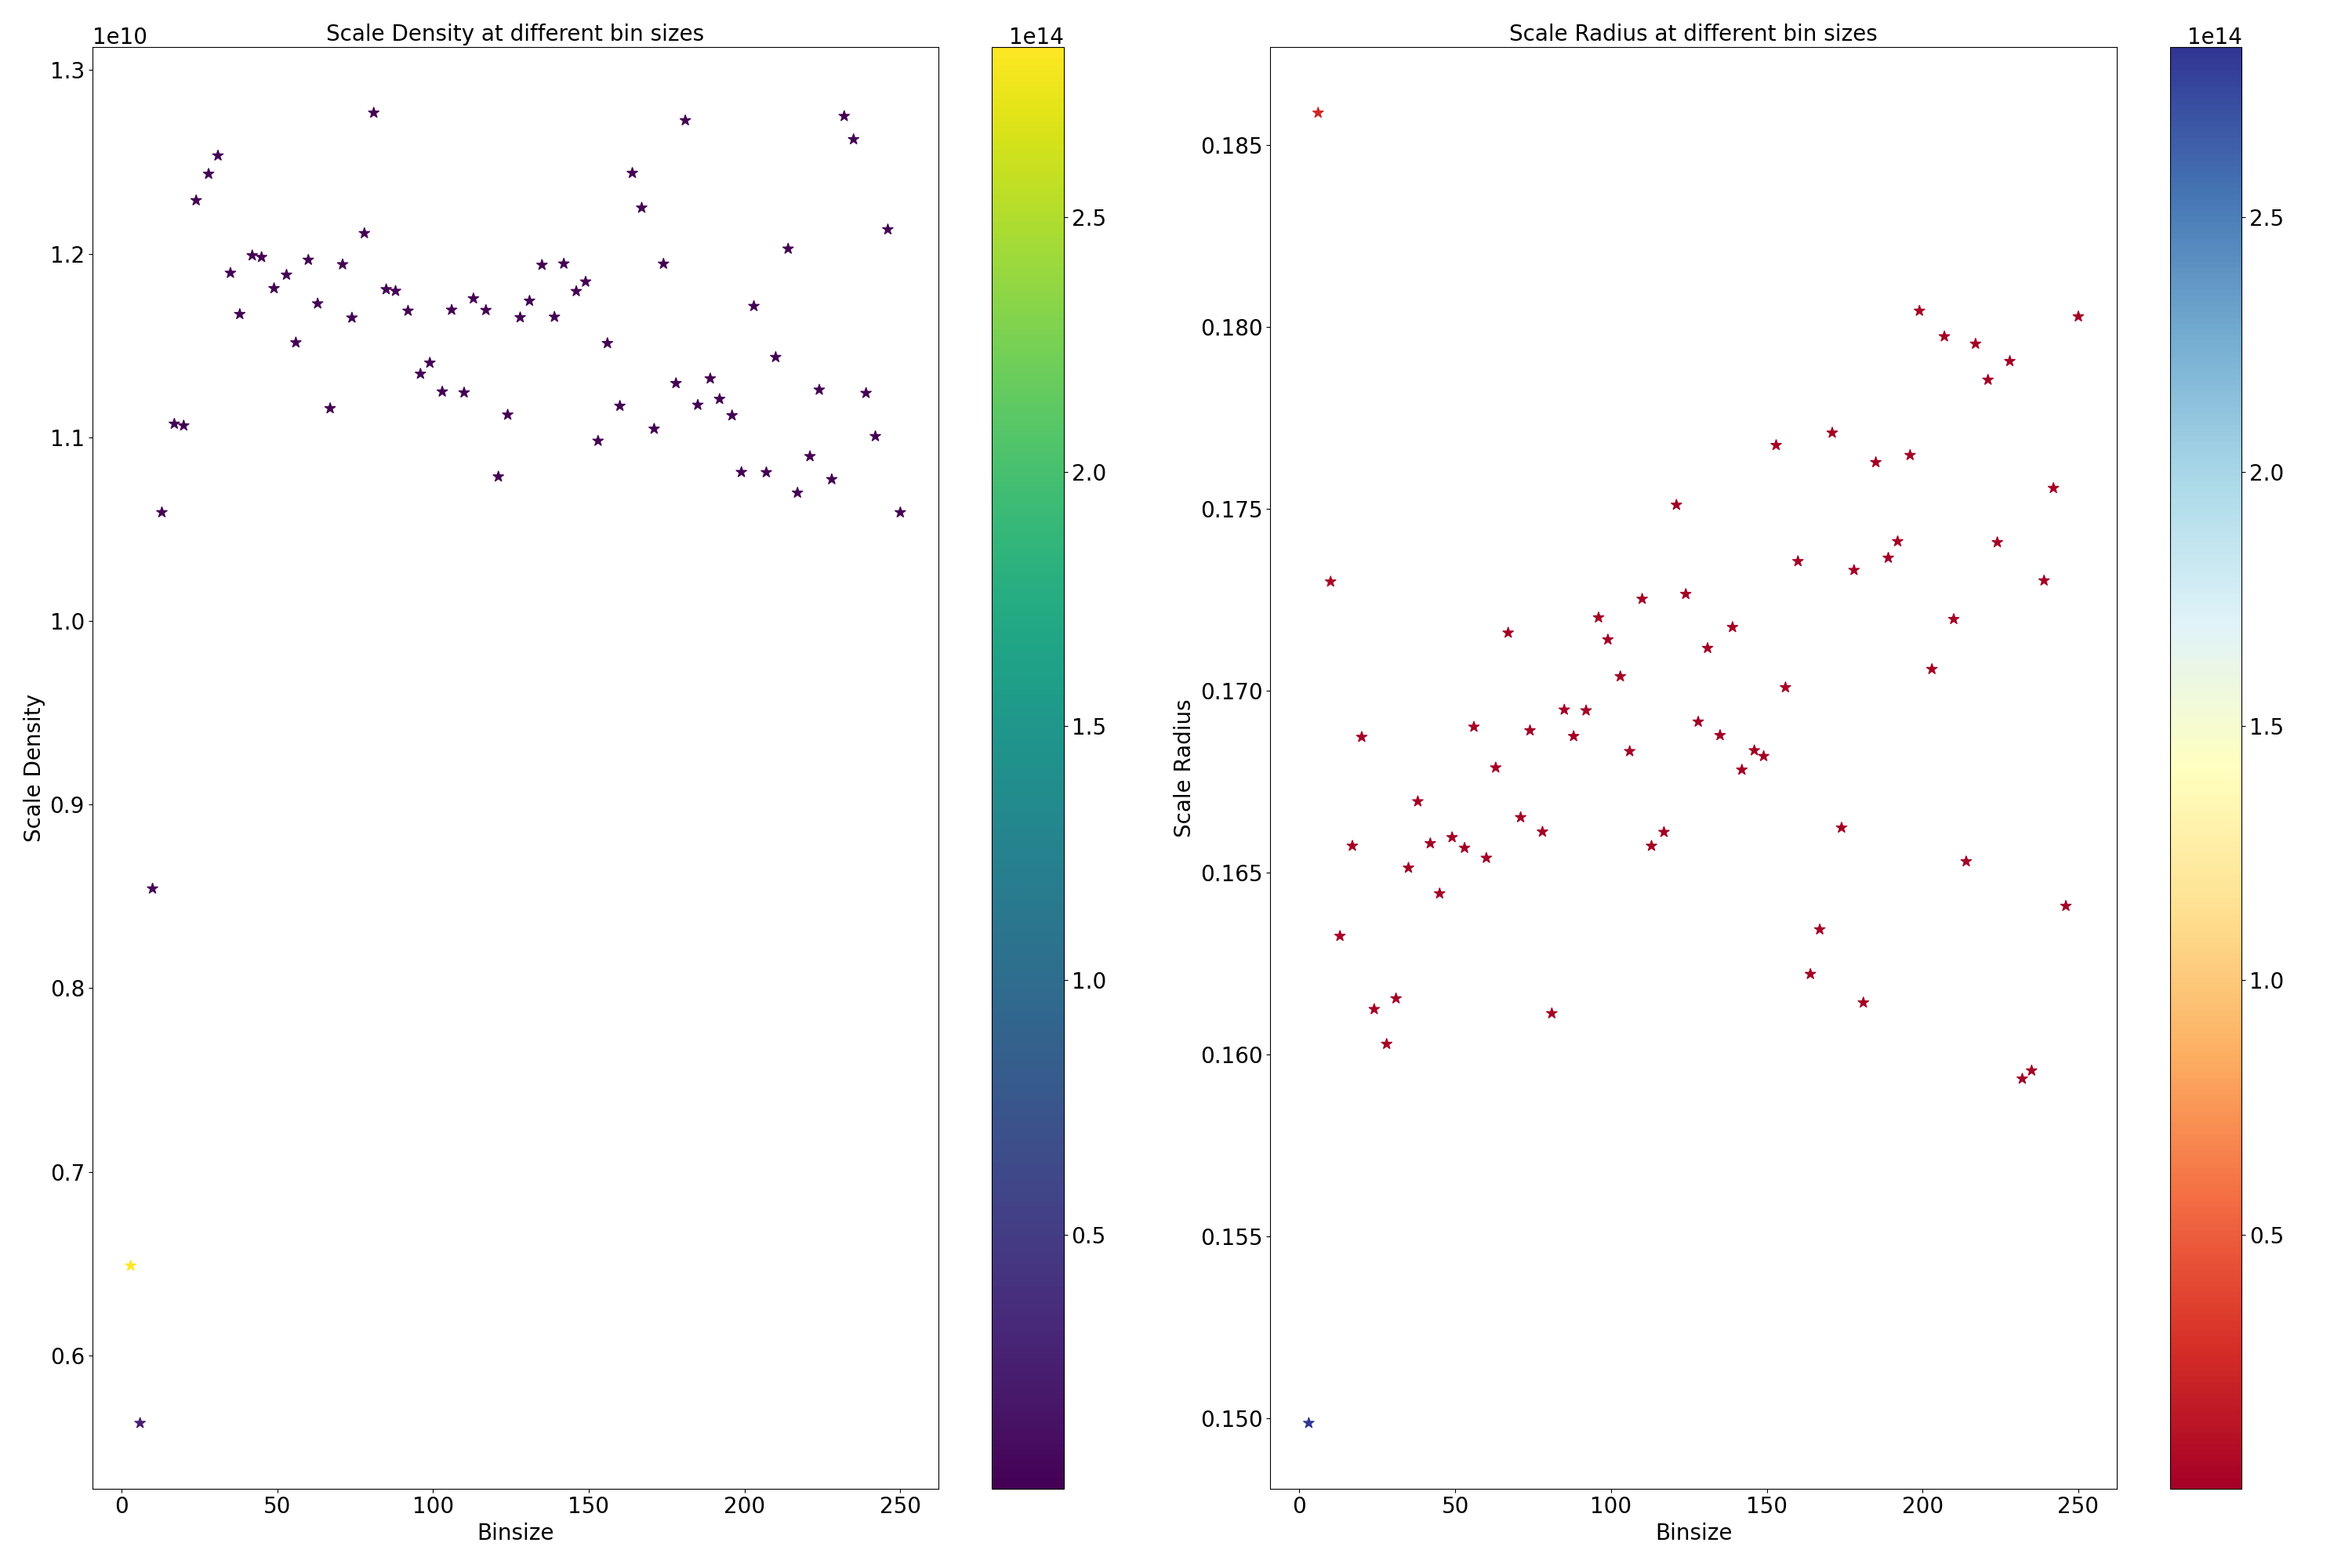 Scale Density at different bin sizes
1e10
1.3
1.2
1.1
1.0
0.9
0.8
0.7
0.6
Scale Density
0 50 100 150 200 250
Binsize
1e14
2.5
2.0
1.5
1.0
0.5
Scale Radius at different bin sizes
0.185
0.180
0.175
0.170
0.165
0.160
0.155
0.150
Scale Radius
0 50 100 150 200 250
Binsize
1e14
2.5
2.0
1.5
1.0
0.5